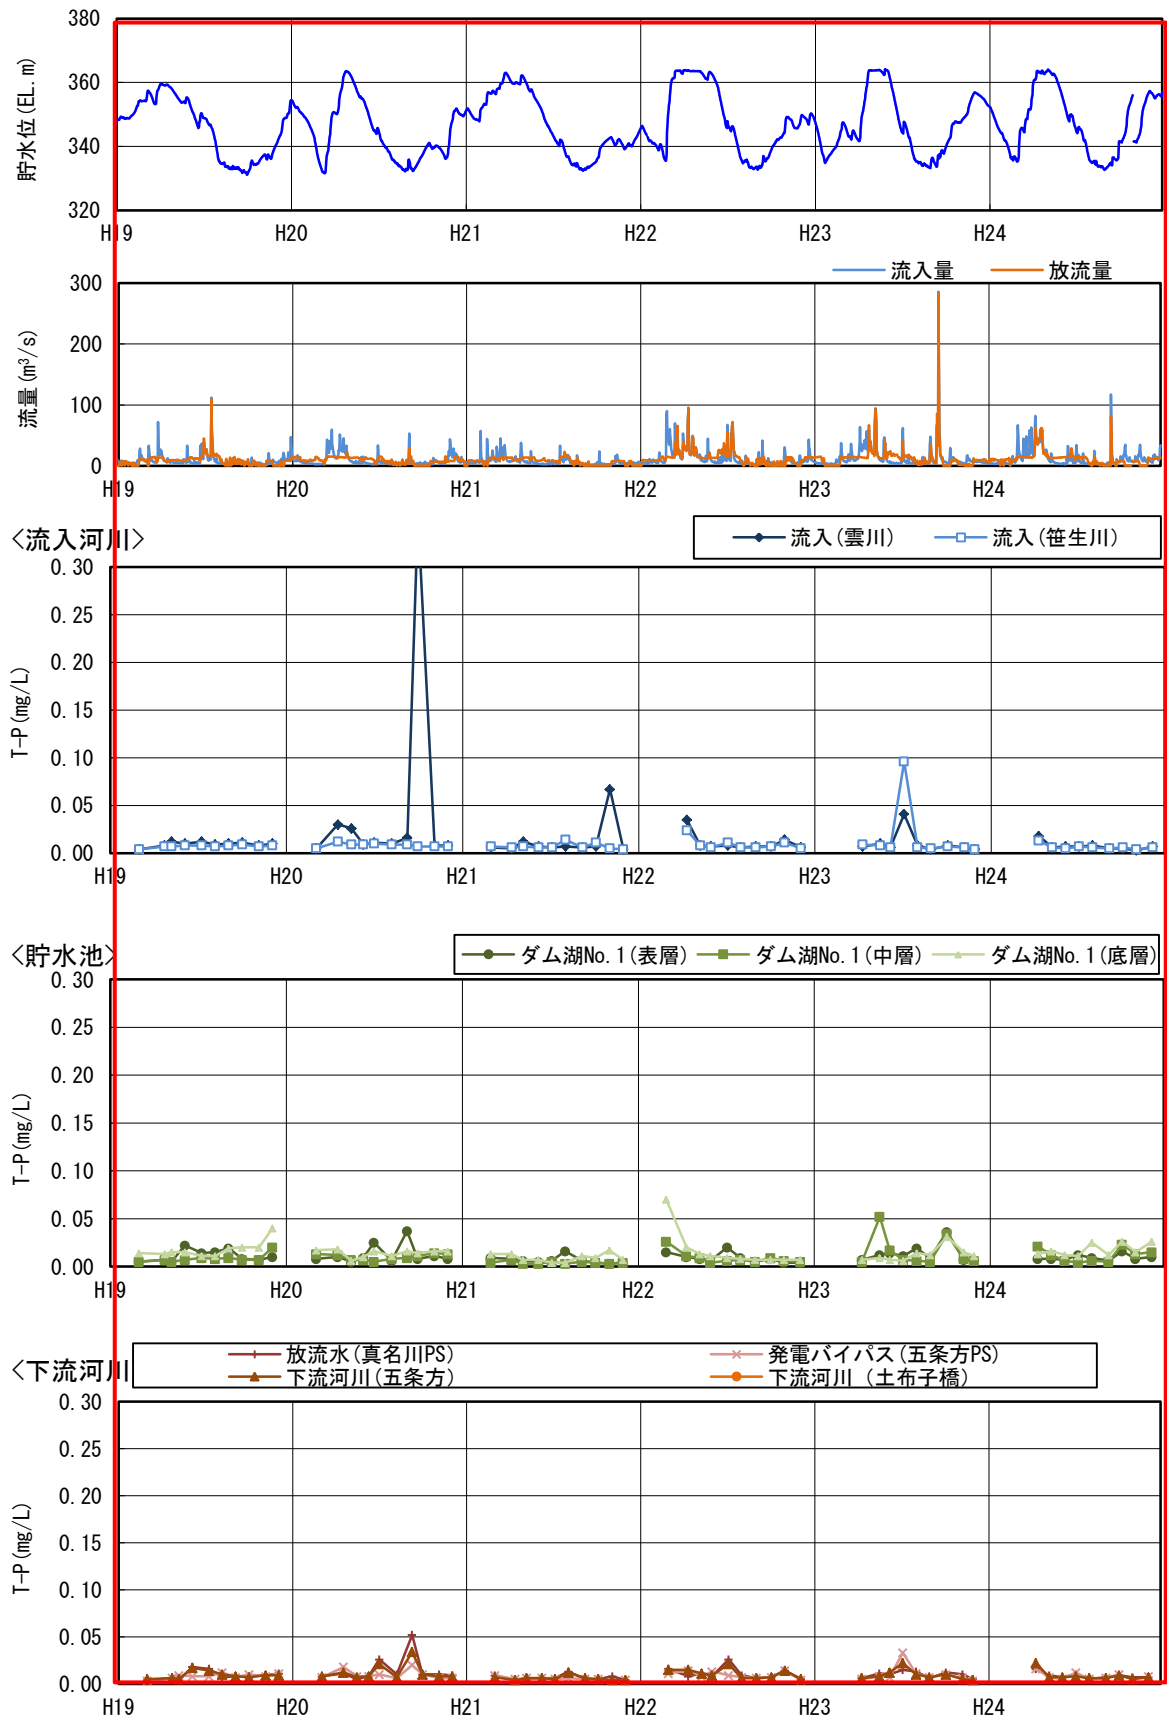 380
360
340
320
貯水位(EL.m)
H19 H20 H21 H22 H23 H24
流入量 放流量
300
200
100
0
流量(m³/s)
H19 H20 H21 H22 H23 H24
<流入河川>
流入(雲川) 流入(笹生川)
0.30
0.25
0.20
0.15
0.10
0.05
0.00
T-P(mg/L)
H19 H20 H21 H22 H23 H24
<貯水池>
ダム湖No.1(表層) ダム湖No.1(中層) ダム湖No.1(底層)
0.30
0.25
0.20
0.15
0.10
0.05
0.00
T-P(mg/L)
H19 H20 H21 H22 H23 H24
<下流河川
放流水(真名川PS) 発電バイパス(五条方PS)
下流河川(五条方) 下流河川（土布子橋）
0.30
0.25
0.20
0.15
0.10
0.05
0.00
T-P(mg/L)
H19 H20 H21 H22 H23 H24